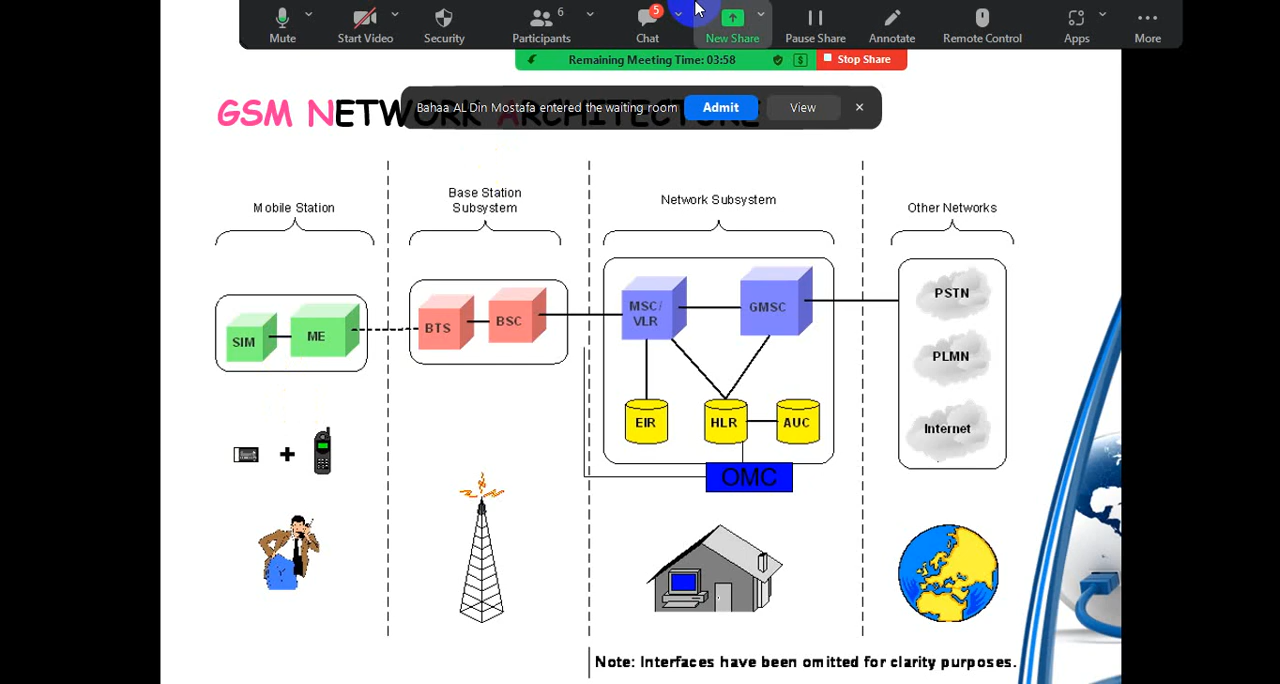 6
5
Mute
Start Video
Security
Participants
Chat
New Share
Pause Share
Annotate
Remote Control
Apps
More
Remaining Meeting Time: 03:58
$
Stop Share
Bahaa AL Din Mostafa entered the waiting room
Admit
View
GSM NETWORK ARCHITECTURE
Mobile Station
Base Station
Subsystem
Network Subsystem
Other Networks
SIM
ME
BTS
BSC
MSC/
VLR
GMSC
EIR
HLR
AUC
OMC
PSTN
PLMN
Internet
Note: Interfaces have been omitted for clarity purposes.